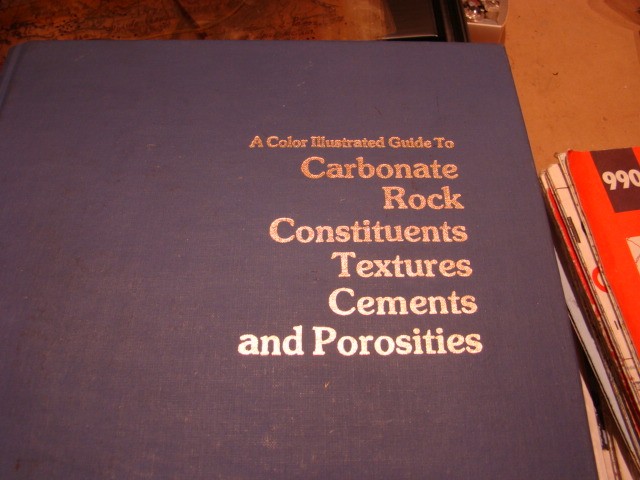 A Color Illustrated Guide To
Carbonate
Rock
Constituents
Textures
Cements
and Porosities
990